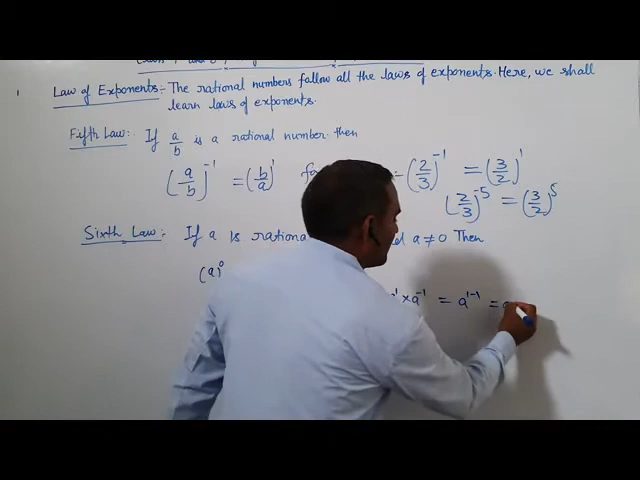 Law of Exponents:- The rational numbers follow all the laws of exponents. Here, we shall
learn laws of exponents.
Fifth Law:- If a/b is a rational number then
(a/b)⁻¹ = (b/a)¹ (2/3)⁻¹ = (3/2)¹
(2/3)⁻⁵ = (3/2)⁵
Sixth Law:- If a is rational a ≠ 0 Then
(a)⁰
× a⁻¹ = a¹⁻¹ =